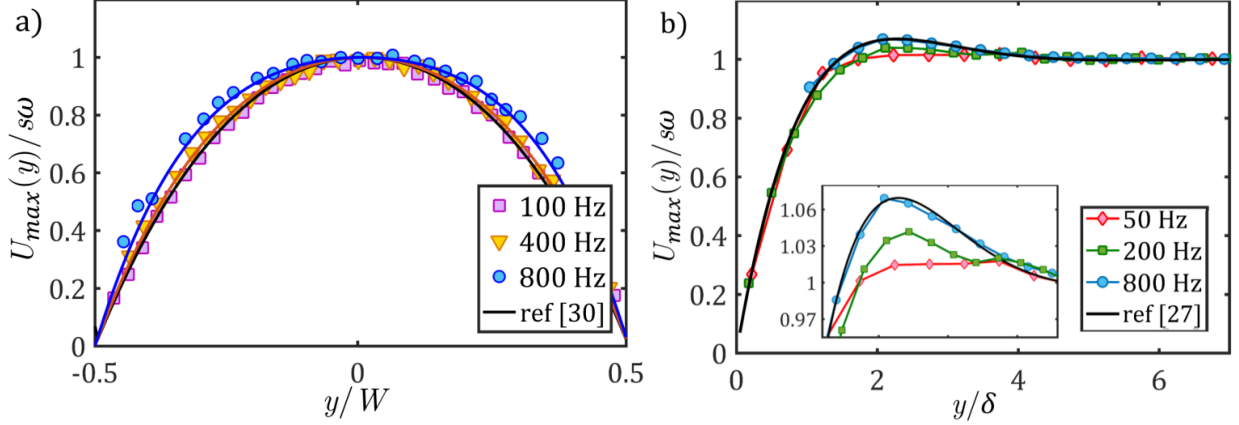 a)
U_max(y)/sω
1
0.8
0.6
0.4
0.2
0
-0.5
0
0.5
y/W
100 Hz
400 Hz
800 Hz
ref [30]
b)
U_max(y)/sω
1
0.8
0.6
0.4
0.2
0
0
2
4
6
y/δ
1.06
1.03
1
0.97
50 Hz
200 Hz
800 Hz
ref [27]